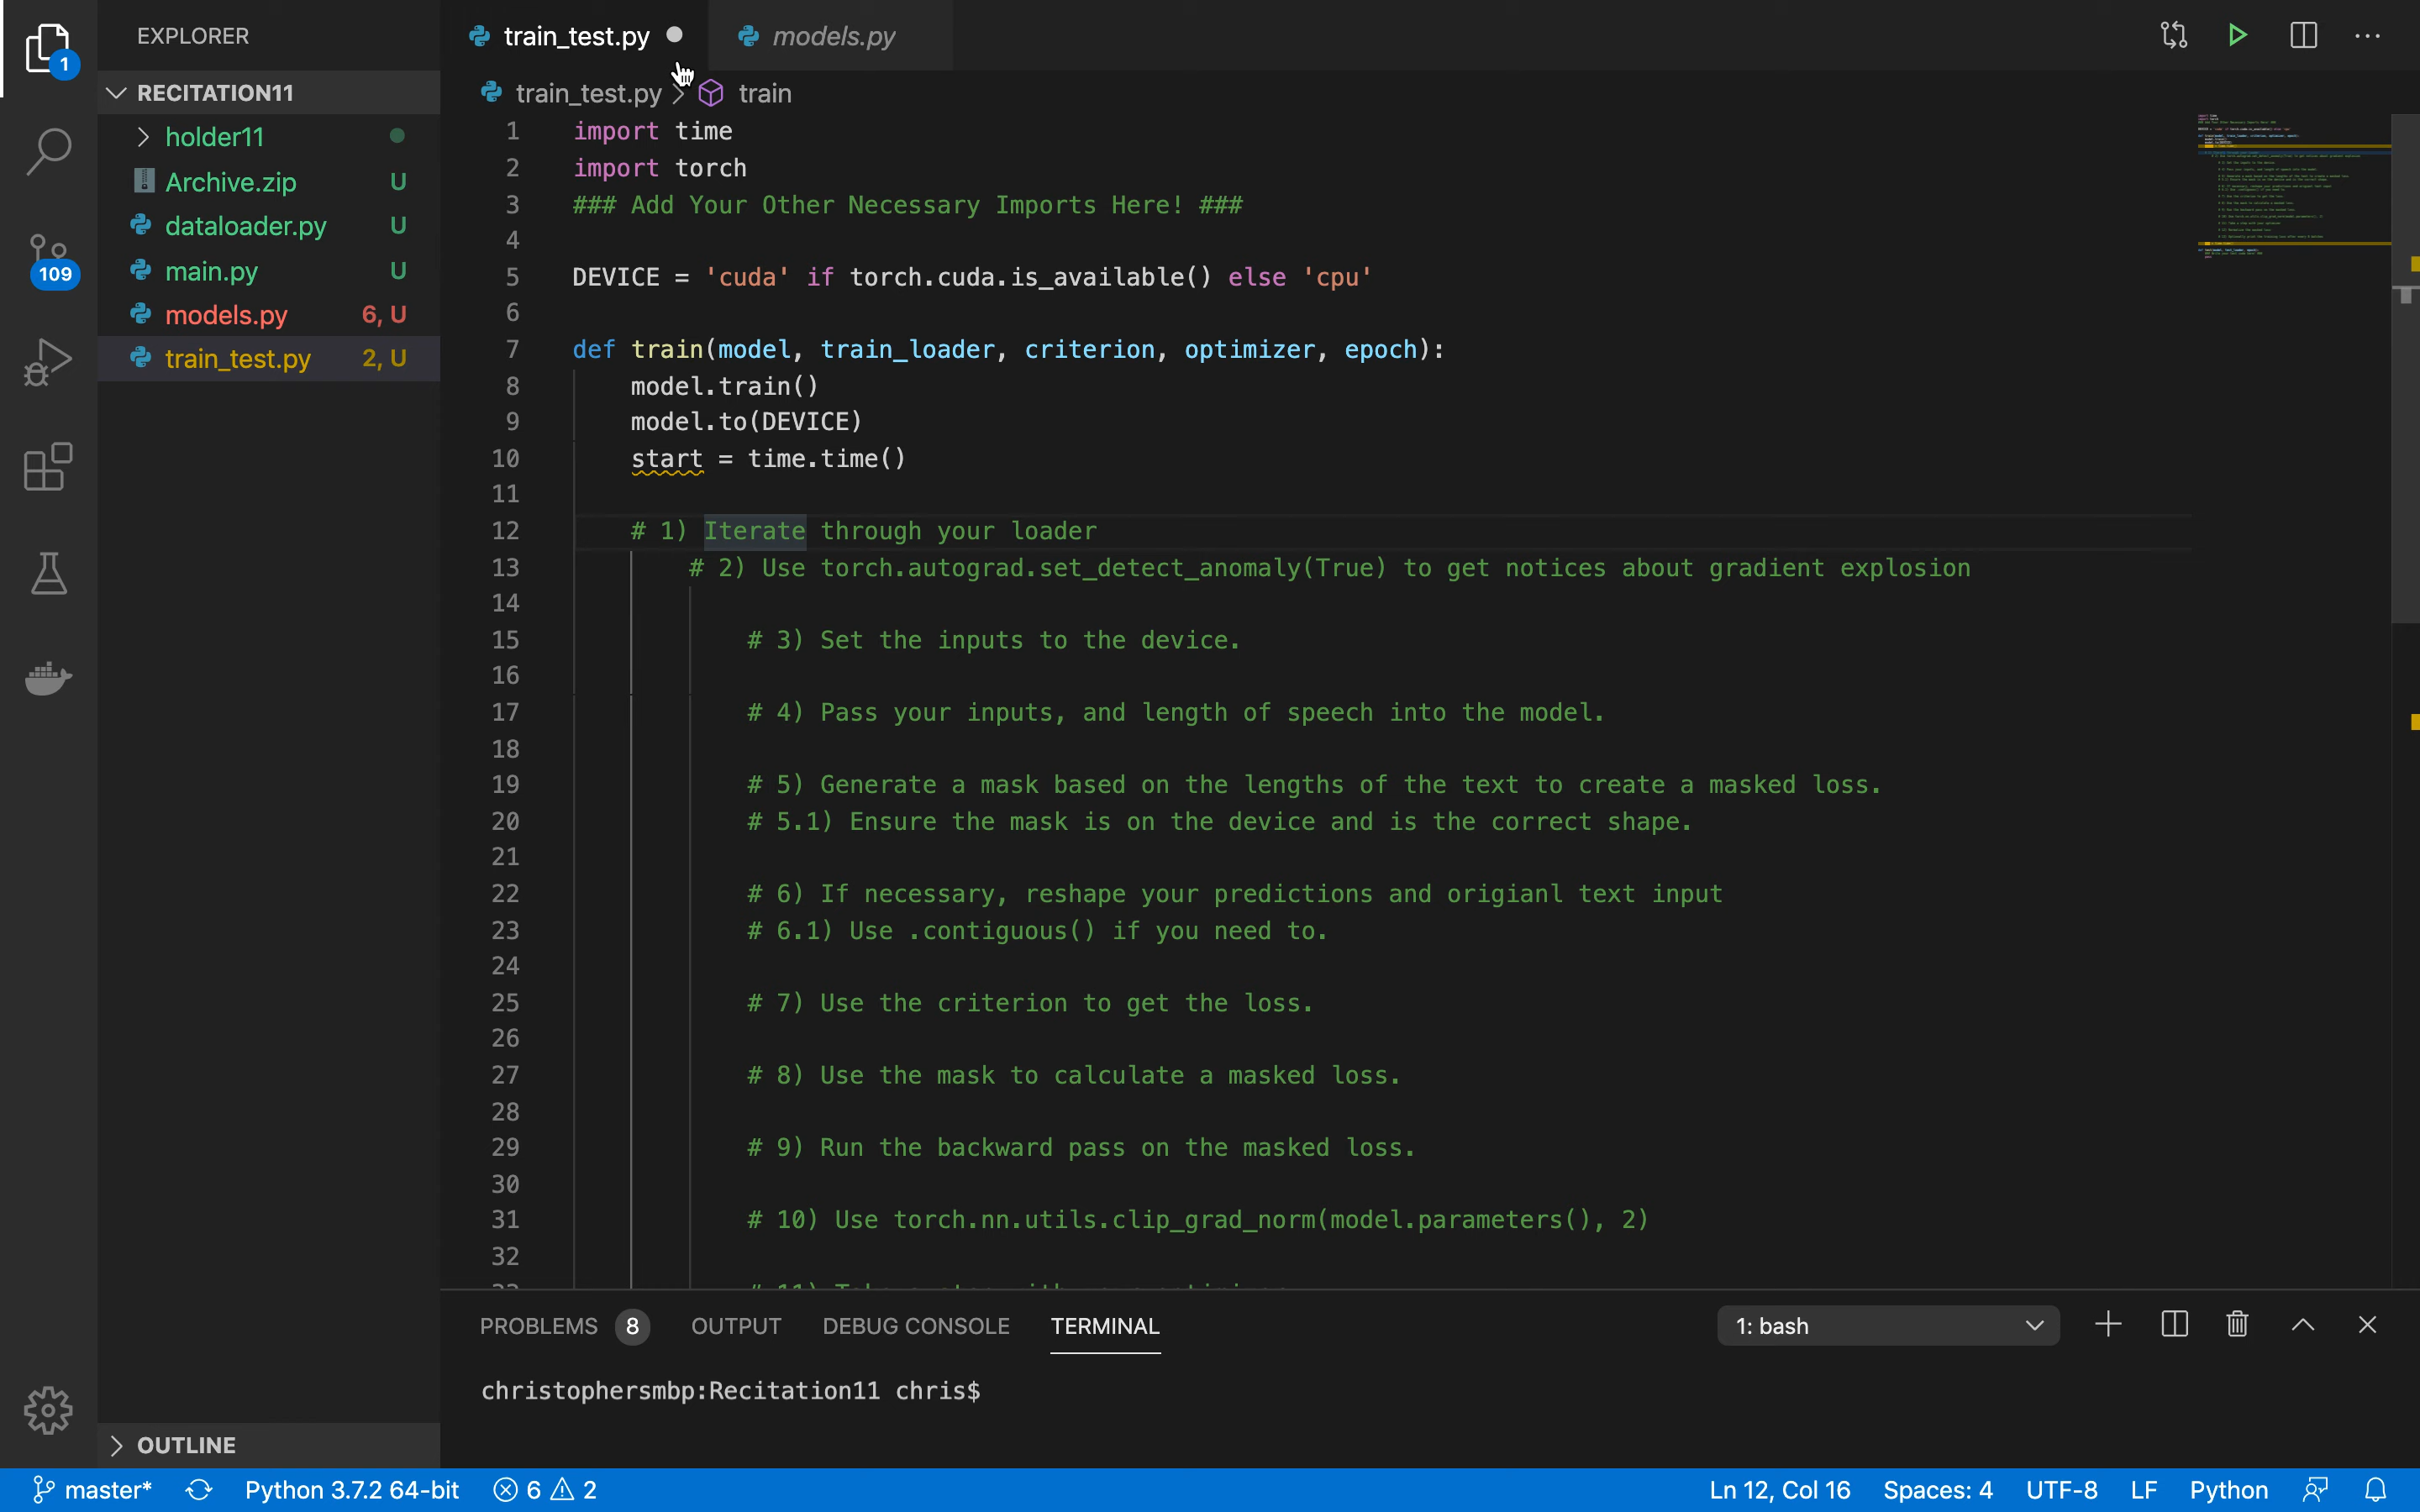 EXPLORER
train_test.py
models.py
1
RECITATION11
train_test.py > train
holder11
Archive.zip U
dataloader.py U
109
main.py U
models.py 6, U
train_test.py 2, U
1 import time
2 import torch
3 ### Add Your Other Necessary Imports Here! ###
4
5 DEVICE = 'cuda' if torch.cuda.is_available() else 'cpu'
6
7 def train(model, train_loader, criterion, optimizer, epoch):
8 model.train()
9 model.to(DEVICE)
10 start = time.time()
11
12 # 1) Iterate through your loader
13 # 2) Use torch.autograd.set_detect_anomaly(True) to get notices about gradient explosion
14
15 # 3) Set the inputs to the device.
16
17 # 4) Pass your inputs, and length of speech into the model.
18
19 # 5) Generate a mask based on the lengths of the text to create a masked loss.
20 # 5.1) Ensure the mask is on the device and is the correct shape.
21
22 # 6) If necessary, reshape your predictions and origianl text input
23 # 6.1) Use .contiguous() if you need to.
24
25 # 7) Use the criterion to get the loss.
26
27 # 8) Use the mask to calculate a masked loss.
28
29 # 9) Run the backward pass on the masked loss.
30
31 # 10) Use torch.nn.utils.clip_grad_norm(model.parameters(), 2)
32
PROBLEMS 8 OUTPUT DEBUG CONSOLE TERMINAL 1: bash
christophersmbp:Recitation11 chris$
OUTLINE
master* Python 3.7.2 64-bit 6 2 Ln 12, Col 16 Spaces: 4 UTF-8 LF Python